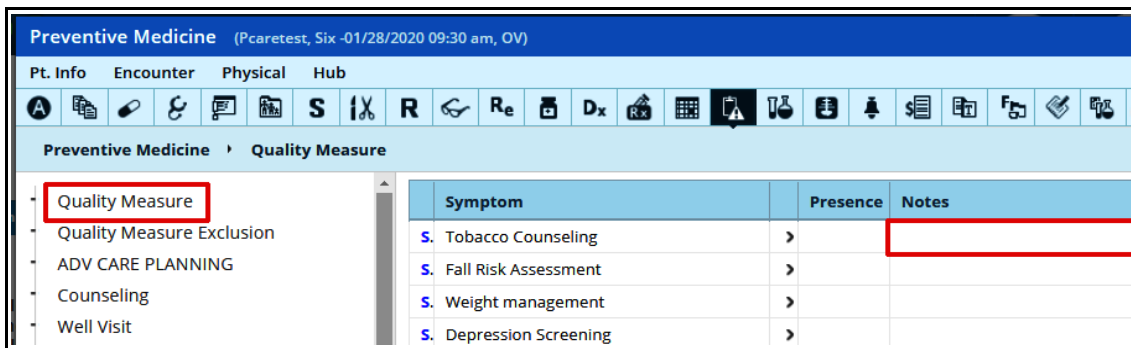 Preventive Medicine (Pcaretest, Six -01/28/2020 09:30 am, OV)
Pt. Info Encounter Physical Hub
A S R Re Dx Rx $ T F
Preventive Medicine Quality Measure
Quality Measure
Quality Measure Exclusion
ADV CARE PLANNING
Counseling
Well Visit
Symptom Presence Notes
S. Tobacco Counseling >
S. Fall Risk Assessment >
S. Weight management >
S. Depression Screening >